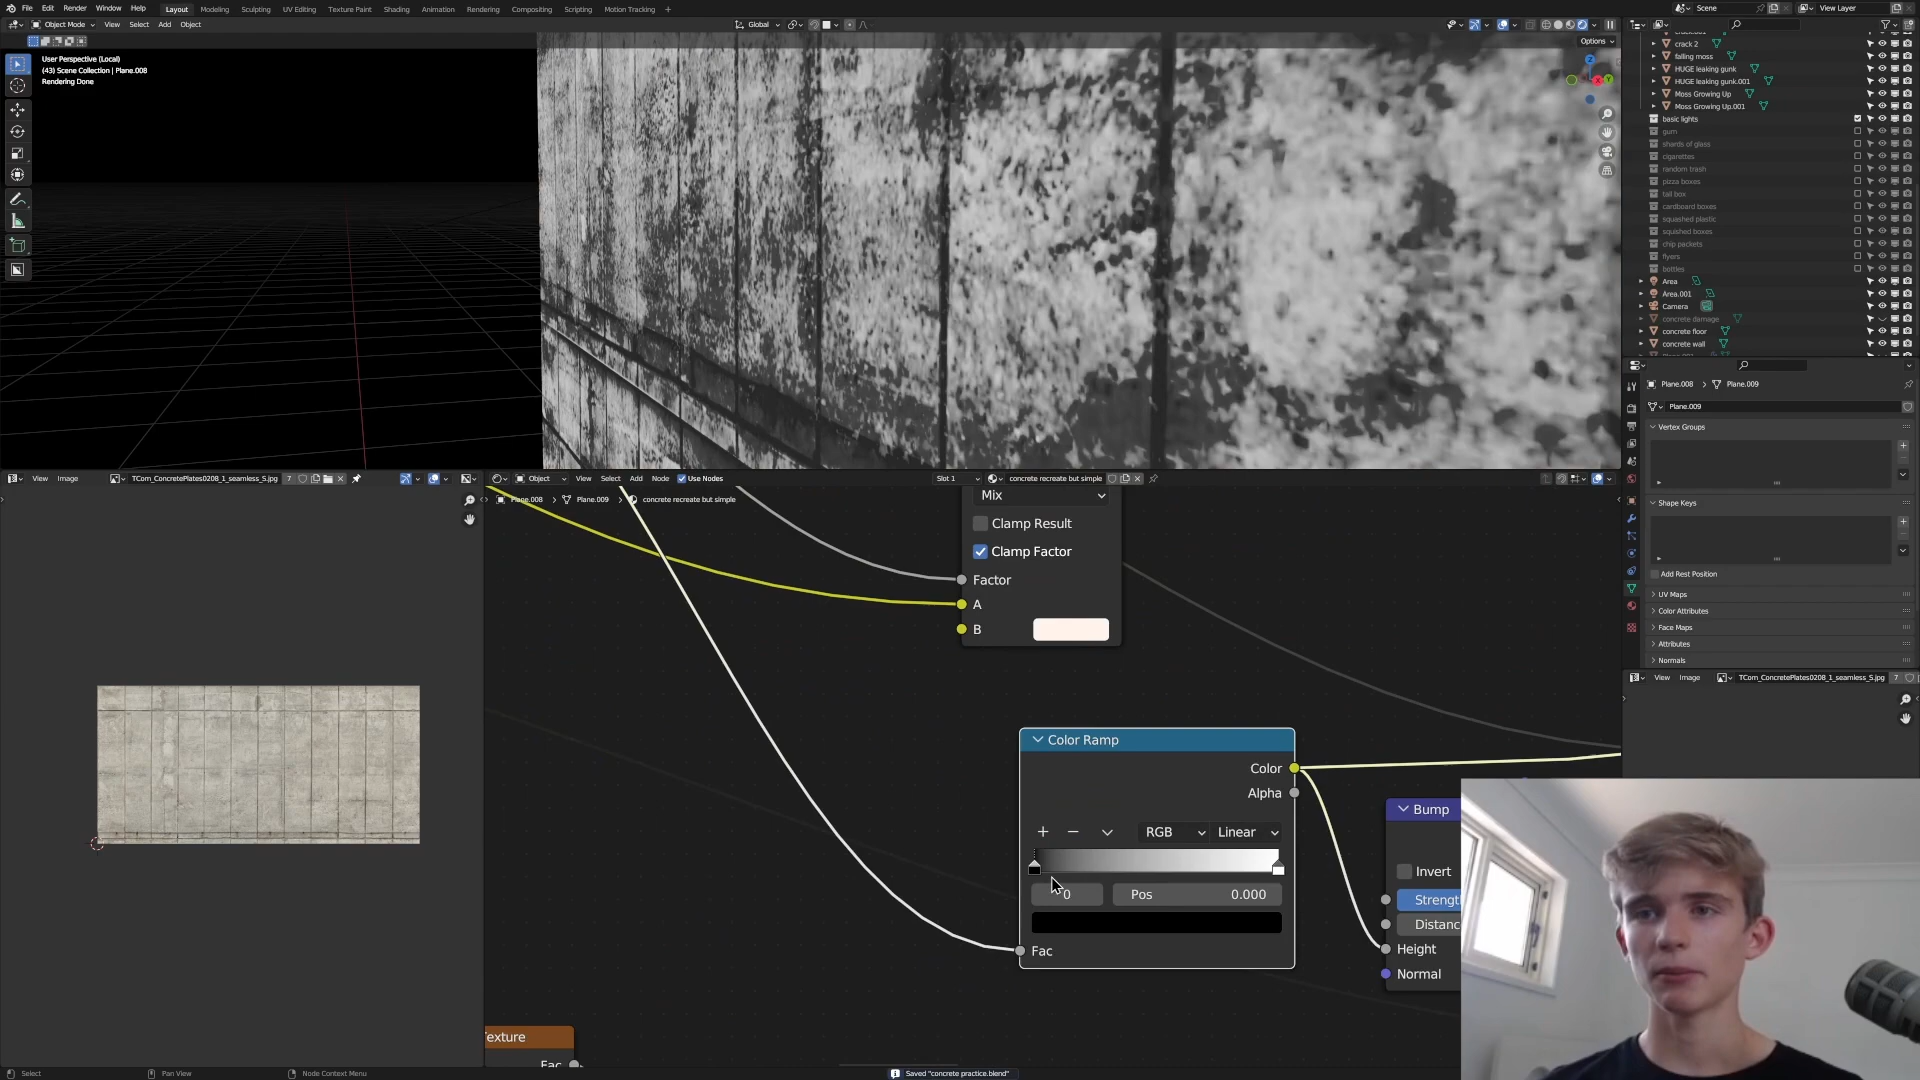 File Edit Render Window Help Layout Modeling Sculpting UV Editing Texture Paint Shading Animation Rendering Compositing Scripting Motion Tracking + Scene View Layer
Object Mode View Select Add Object Global
Options
User Perspective (Local)
(43) Scene Collection | Plane.008
Rendering Done
crack 2
falling moss
HUGE leaking gunk
HUGE leaking gunk.001
Moss Growing Up
Moss Growing Up.001
basic lights
gum
shards of glass
cigarettes
random trash
pizza boxes
tall box
cardboard boxes
squashed plastic
squished boxes
chip packets
flyers
bottles
Area
Area.001
Camera
concrete damage
concrete floor
concrete wall
Plane.008 > Plane.009
Plane.009
Vertex Groups
Shape Keys
Add Rest Position
UV Maps
Color Attributes
Face Maps
Attributes
Normals
View Image TCom_ConcretePlates0208_1_seamless_S.jpg 7
View Image TCom_ConcretePlates0208_1_seamless_S.jpg 7
Object View Select Add Node Use Nodes Slot 1 concrete recreate but simple
Plane.008 > Plane.009 > concrete recreate but simple
Mix
Clamp Result
Clamp Factor
Factor
A
B
Color Ramp
Color
Alpha
+ − RGB Linear
0 Pos 0.000
Fac
Bump
Invert
Strengt
Distanc
Height
Normal
exture
Fac
Select Pan View Node Context Menu Saved "concrete practice.blend"